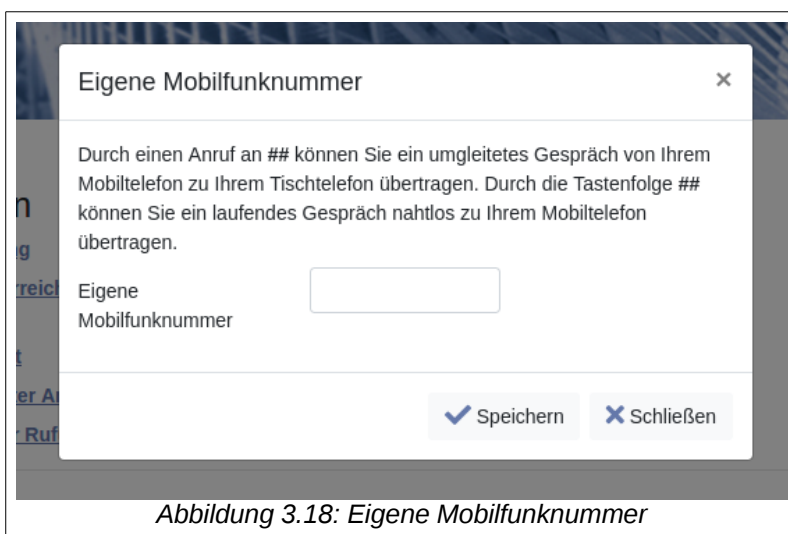 Eigene Mobilfunknummer ×
Durch einen Anruf an ## können Sie ein umgleitetes Gespräch von Ihrem
Mobiltelefon zu Ihrem Tischtelefon übertragen. Durch die Tastenfolge ##
können Sie ein laufendes Gespräch nahtlos zu Ihrem Mobiltelefon
übertragen.
Eigene
Mobilfunknummer
Speichern
Schließen
Abbildung 3.18: Eigene Mobilfunknummer